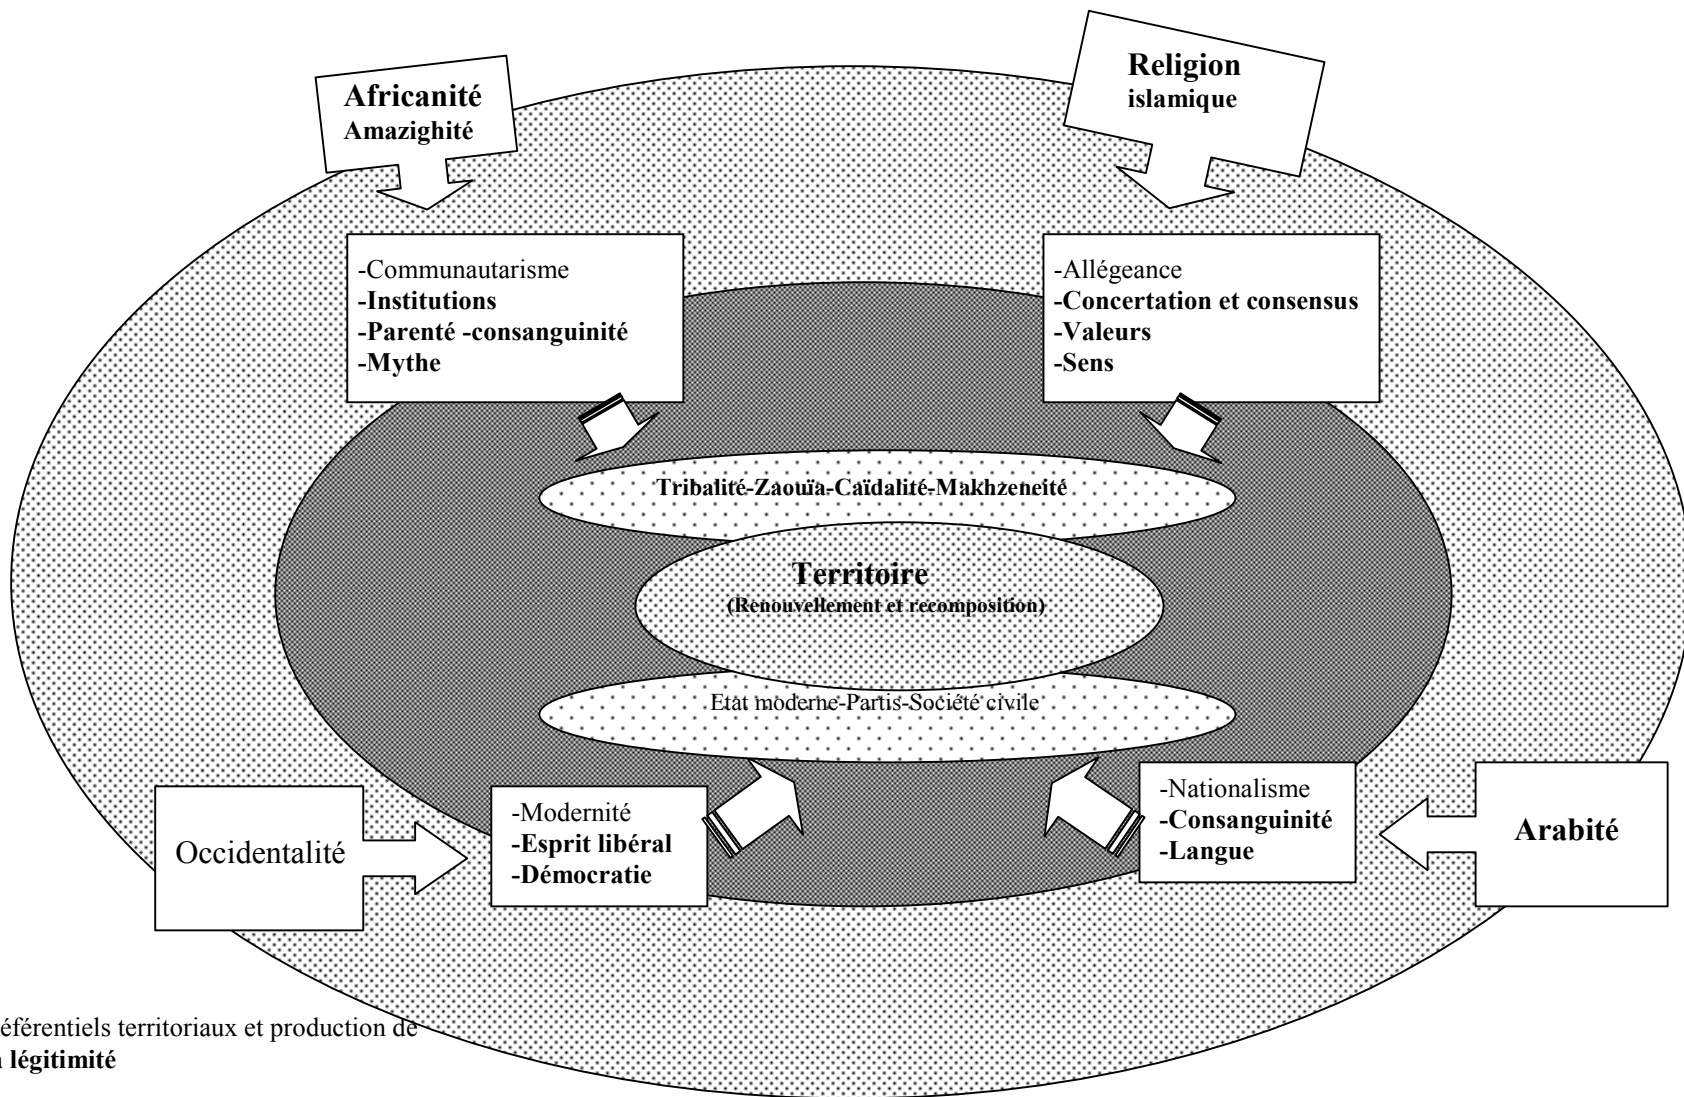 Africanité
Amazighité
Religion
islamique
-Communautarisme
-Institutions
-Parenté -consanguinité
-Mythe
-Allégeance
-Concertation et consensus
-Valeurs
-Sens
Tribalité-Zaouïa-Caïdalité-Makhzeneité
Territoire
(Renouvellement et recomposition)
Etat moderne-Partis-Société civile
Occidentalité
-Modernité
-Esprit libéral
-Démocratie
-Nationalisme
-Consanguinité
-Langue
Arabité
éférentiels territoriaux et production de
légitimité